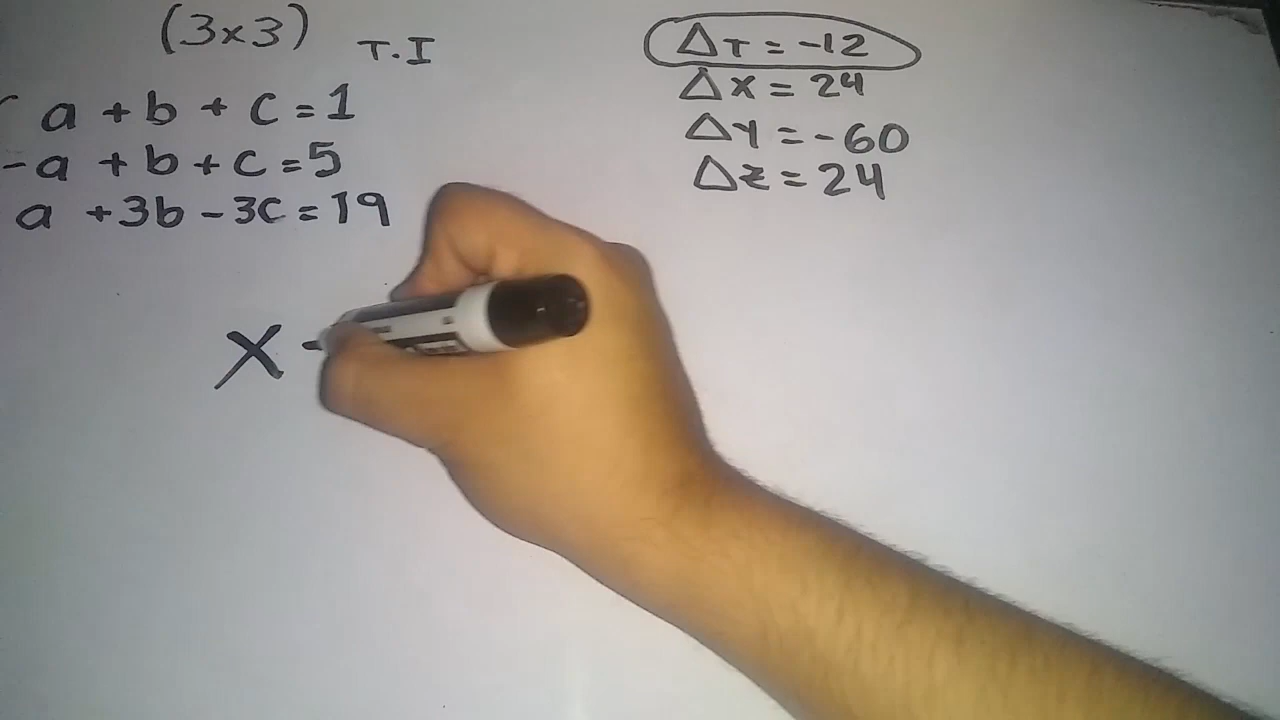 (3x3) T.I
a + b + c = 1
-a + b + c = 5
a + 3b - 3c = 19
ΔT = -12
Δx = 24
Δy = -60
Δz = 24
X